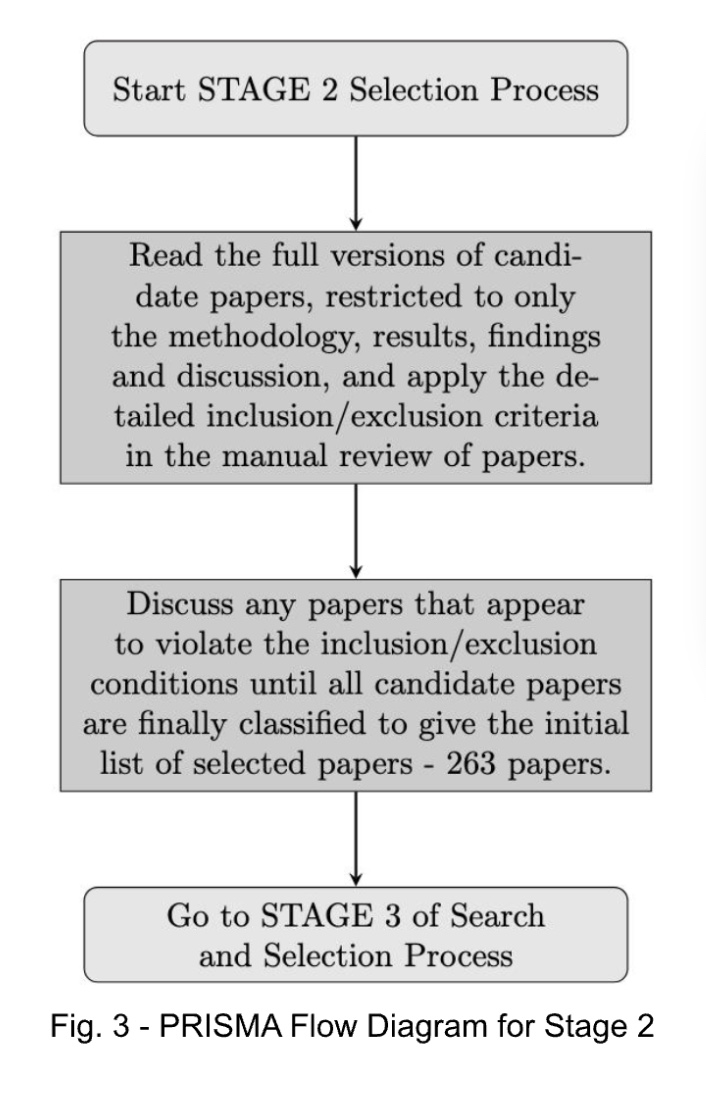 Start STAGE 2 Selection Process
Read the full versions of candi-
date papers, restricted to only
the methodology, results, findings
and discussion, and apply the de-
tailed inclusion/exclusion criteria
in the manual review of papers.
Discuss any papers that appear
to violate the inclusion/exclusion
conditions until all candidate papers
are finally classified to give the initial
list of selected papers - 263 papers.
Go to STAGE 3 of Search
and Selection Process
Fig. 3 - PRISMA Flow Diagram for Stage 2